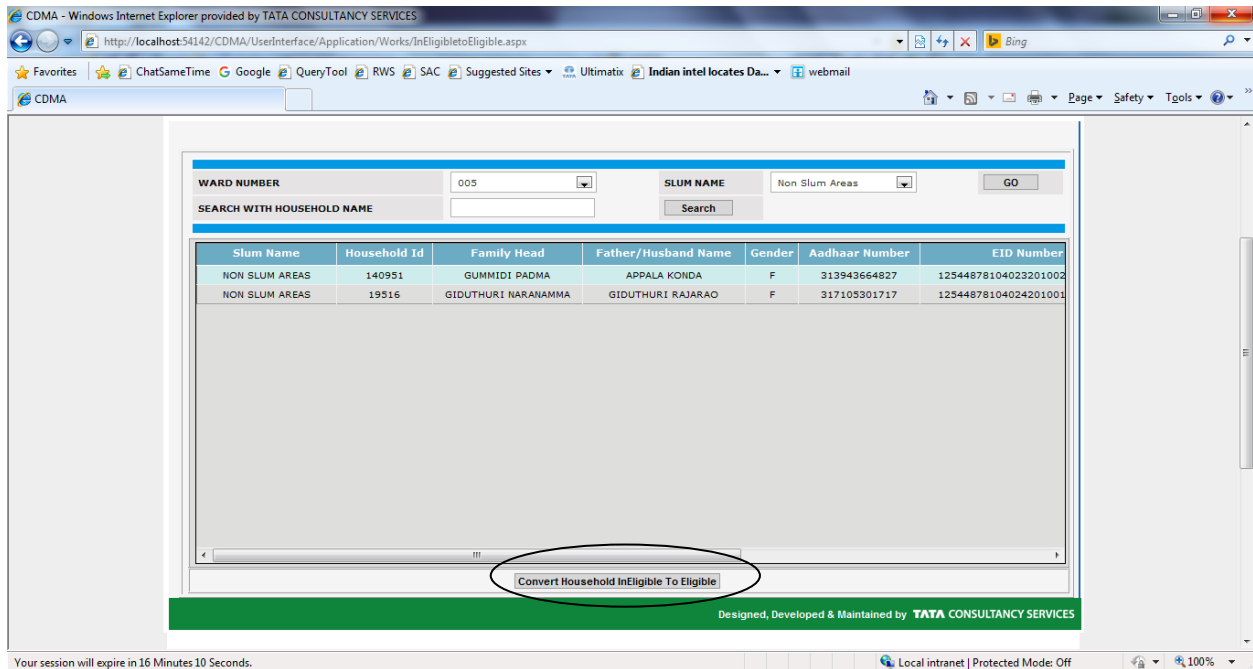 CDMA - Windows Internet Explorer provided by TATA CONSULTANCY SERVICES
http://localhost:54142/CDMA/UserInterface/Application/Works/InEligibletoEligible.aspx Bing
Favorites ChatSameTime Google QueryTool RWS SAC Suggested Sites Ultimatix Indian intel locates Da... webmail
CDMA Page Safety Tools
WARD NUMBER 005 SLUM NAME Non Slum Areas GO
SEARCH WITH HOUSEHOLD NAME Search
Slum Name Household Id Family Head Father/Husband Name Gender Aadhaar Number EID Number
NON SLUM AREAS 140951 GUMMIDI PADMA APPALA KONDA F 313943664827 12544878104023201002
NON SLUM AREAS 19516 GIDUTHURI NARANAMMA GIDUTHURI RAJARAO F 317105301717 12544878104024201001
Convert Household InEligible To Eligible
Designed, Developed & Maintained by TATA CONSULTANCY SERVICES
Your session will expire in 16 Minutes 10 Seconds. Local intranet | Protected Mode: Off 100%